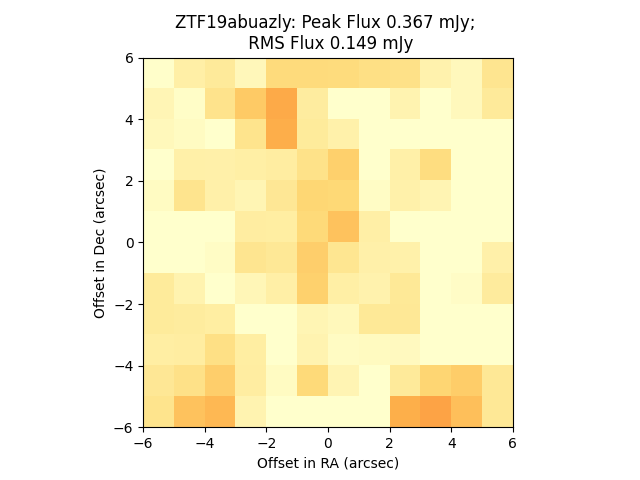 ZTF19abuazly: Peak Flux 0.367 mJy;
RMS Flux 0.149 mJy
6
4
2
0
−2
−4
−6
Offset in Dec (arcsec)
−6 −4 −2 0 2 4 6
Offset in RA (arcsec)